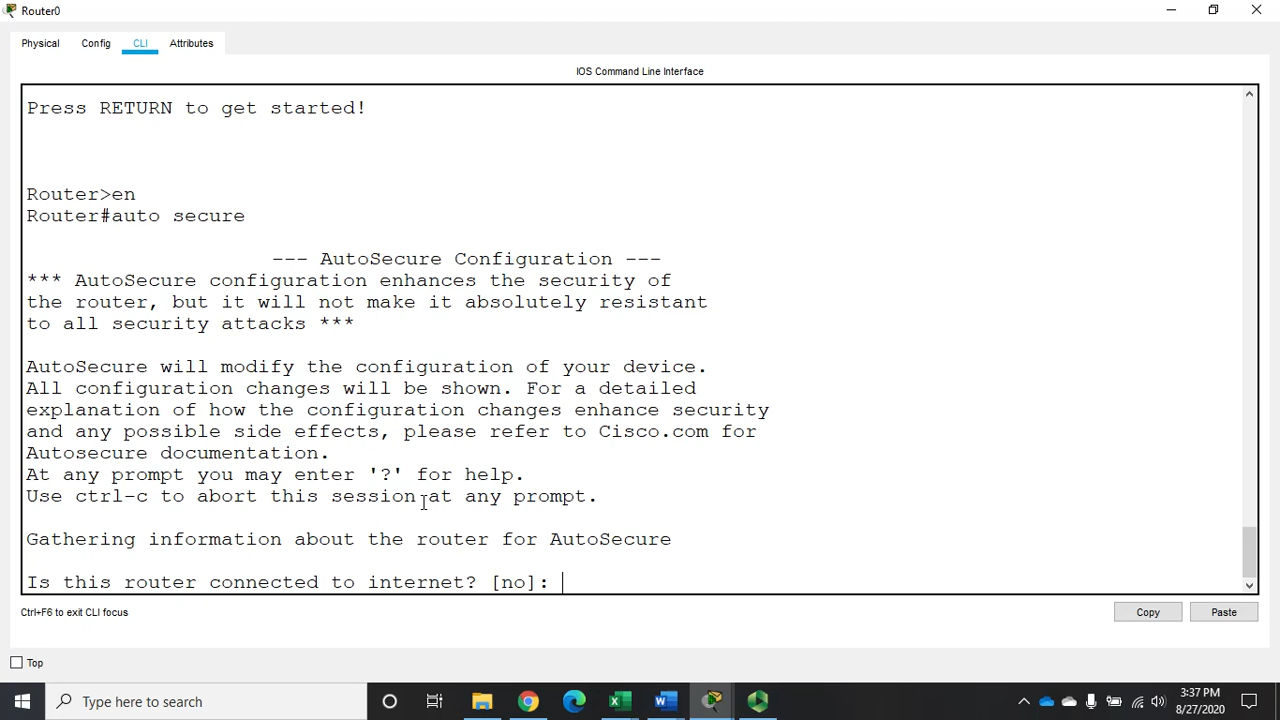 Router0
Physical Config CLI Attributes
IOS Command Line Interface
Press RETURN to get started!
Router>en
Router#auto secure
--- AutoSecure Configuration ---
*** AutoSecure configuration enhances the security of
the router, but it will not make it absolutely resistant
to all security attacks ***
AutoSecure will modify the configuration of your device.
All configuration changes will be shown. For a detailed
explanation of how the configuration changes enhance security
and any possible side effects, please refer to Cisco.com for
Autosecure documentation.
At any prompt you may enter '?' for help.
Use ctrl-c to abort this session at any prompt.
Gathering information about the router for AutoSecure
Is this router connected to internet? [no]:
Ctrl+F6 to exit CLI focus
Copy Paste
Top
Type here to search
3:37 PM
8/27/2020